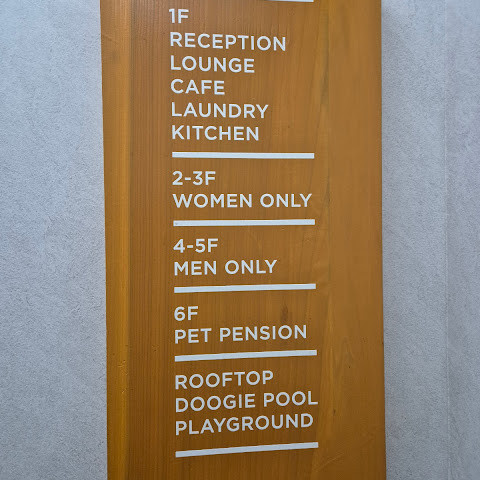 1F
RECEPTION
LOUNGE
CAFE
LAUNDRY
KITCHEN
2-3F
WOMEN ONLY
4-5F
MEN ONLY
6F
PET PENSION
ROOFTOP
DOOGIE POOL
PLAYGROUND